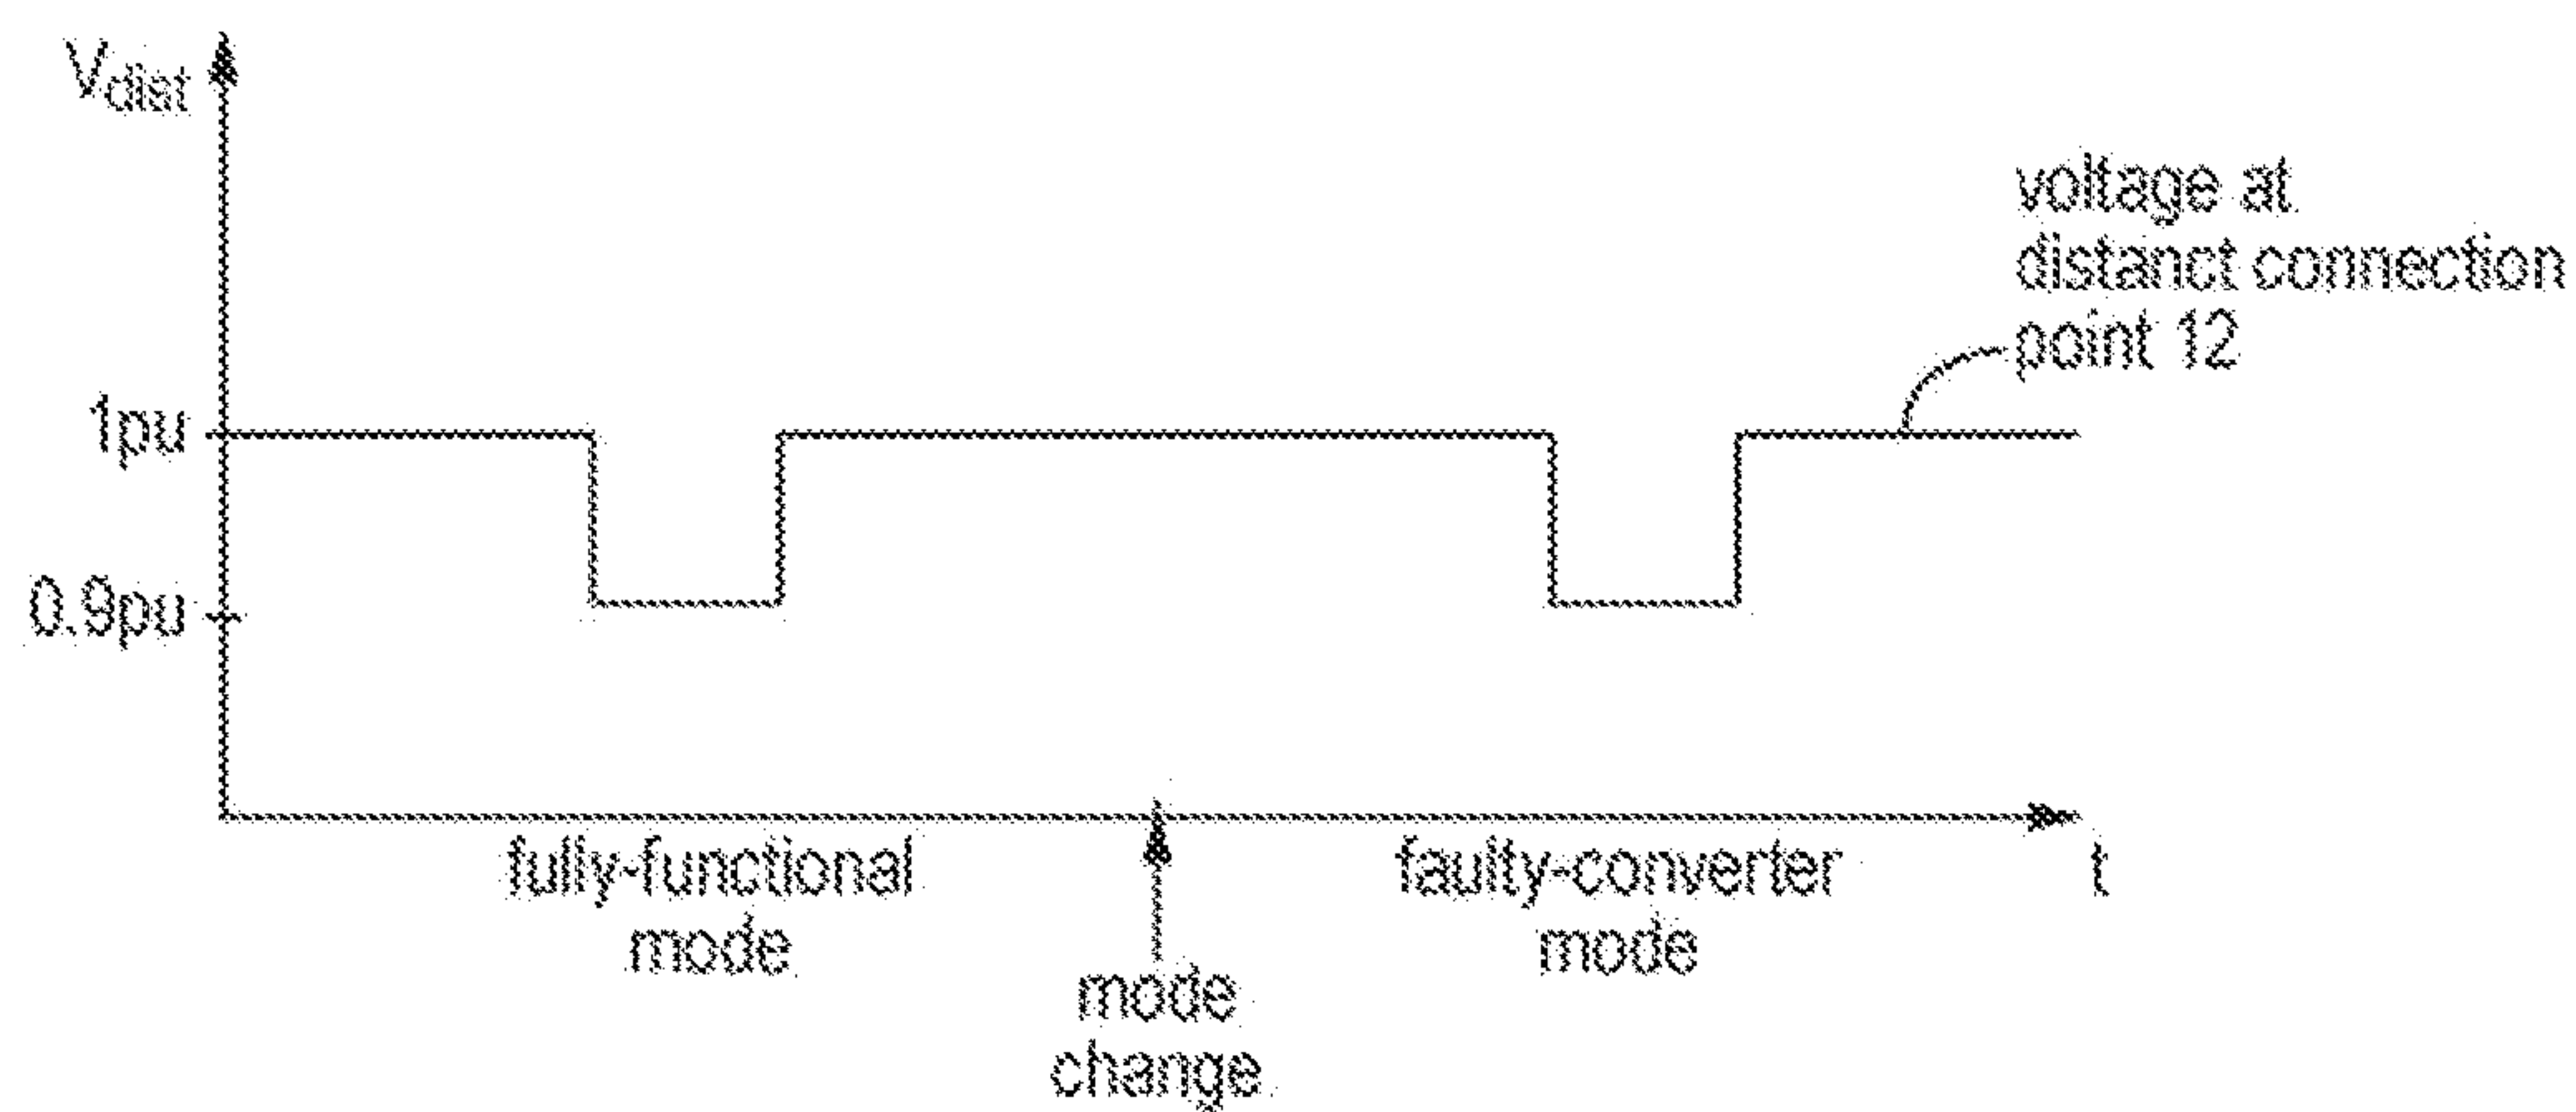 Vdist
voltage at
distanct connection
point 12
1pu
0.9pu
fully-functional
mode
faulty-converter
mode
t
mode
change